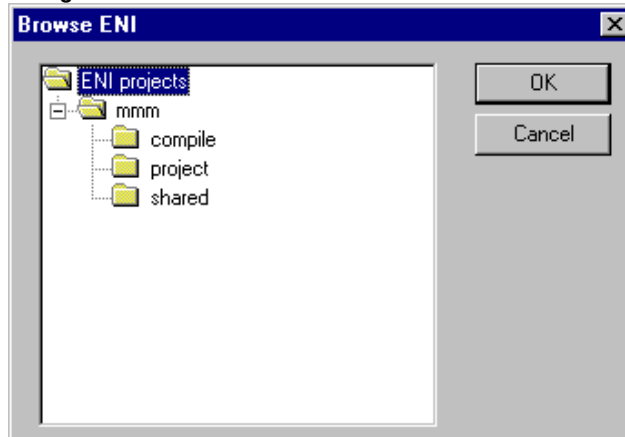 Browse ENI
ENI projects
OK
mmm
Cancel
compile
project
shared